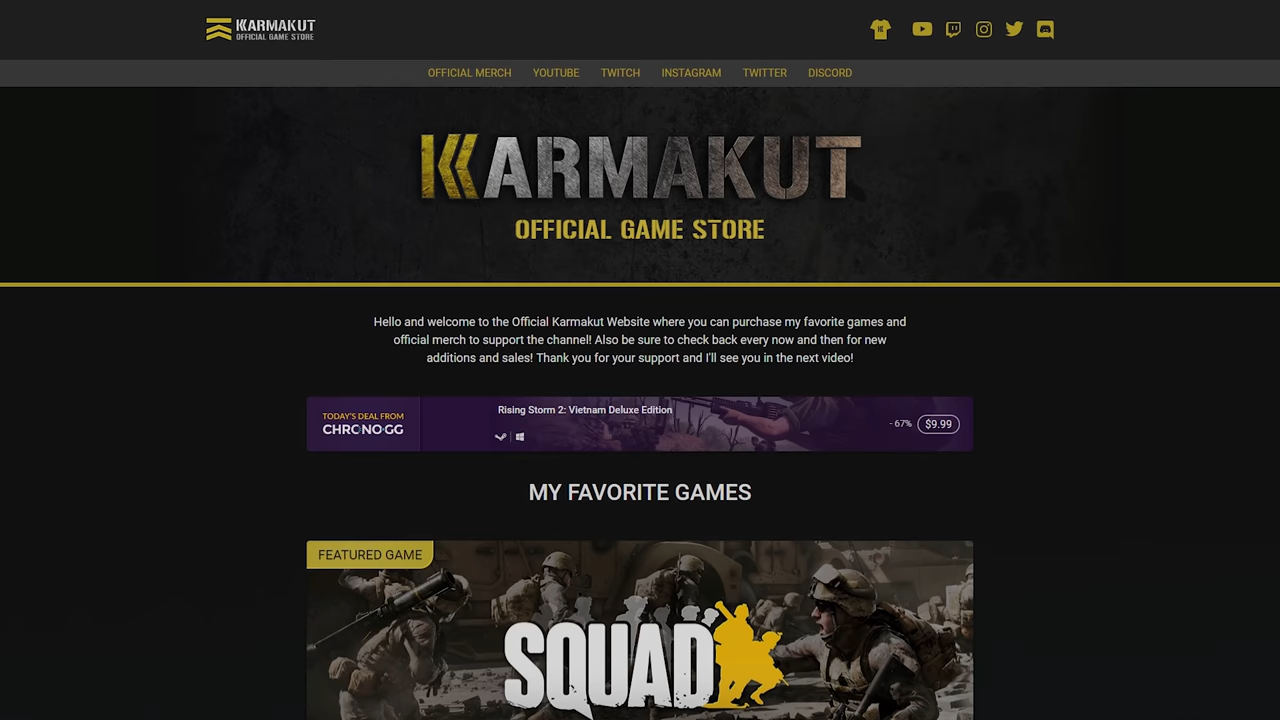 KARMAKUT
OFFICIAL GAME STORE
OFFICIAL MERCH YOUTUBE TWITCH INSTAGRAM TWITTER DISCORD
KARMAKUT
OFFICIAL GAME STORE
Hello and welcome to the Official Karmakut Website where you can purchase my favorite games and
official merch to support the channel! Also be sure to check back every now and then for new
additions and sales! Thank you for your support and I'll see you in the next video!
TODAY'S DEAL FROM
CHRONO.GG
Rising Storm 2: Vietnam Deluxe Edition
- 67% $9.99
MY FAVORITE GAMES
FEATURED GAME
SQUAD